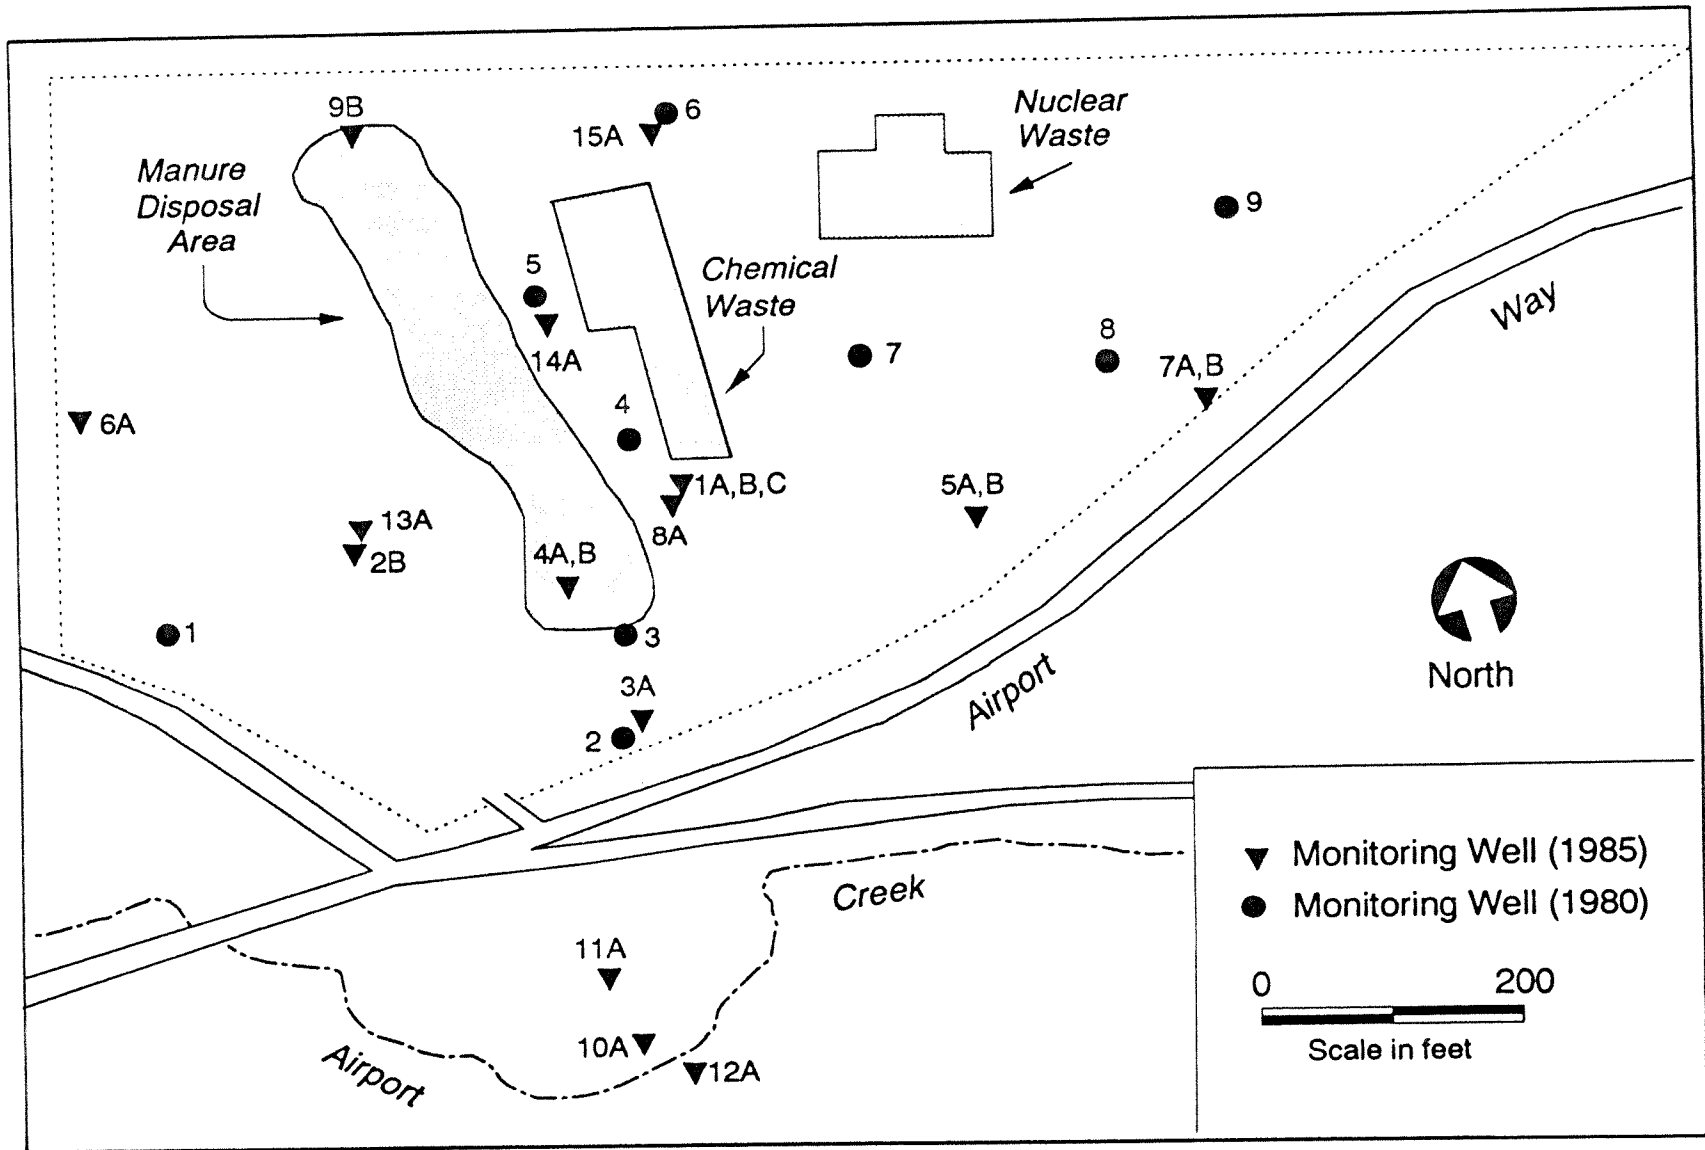 9B
6
15A
Nuclear
Waste
Manure
Disposal
Area
9
5
Chemical
Waste
14A
7
8
7A,B
Way
6A
4
1A,B,C
8A
5A,B
13A
2B
4A,B
1
3
North
3A
2
Airport
Monitoring Well (1985)
Monitoring Well (1980)
Creek
11A
0 200
Scale in feet
10A
12A
Airport